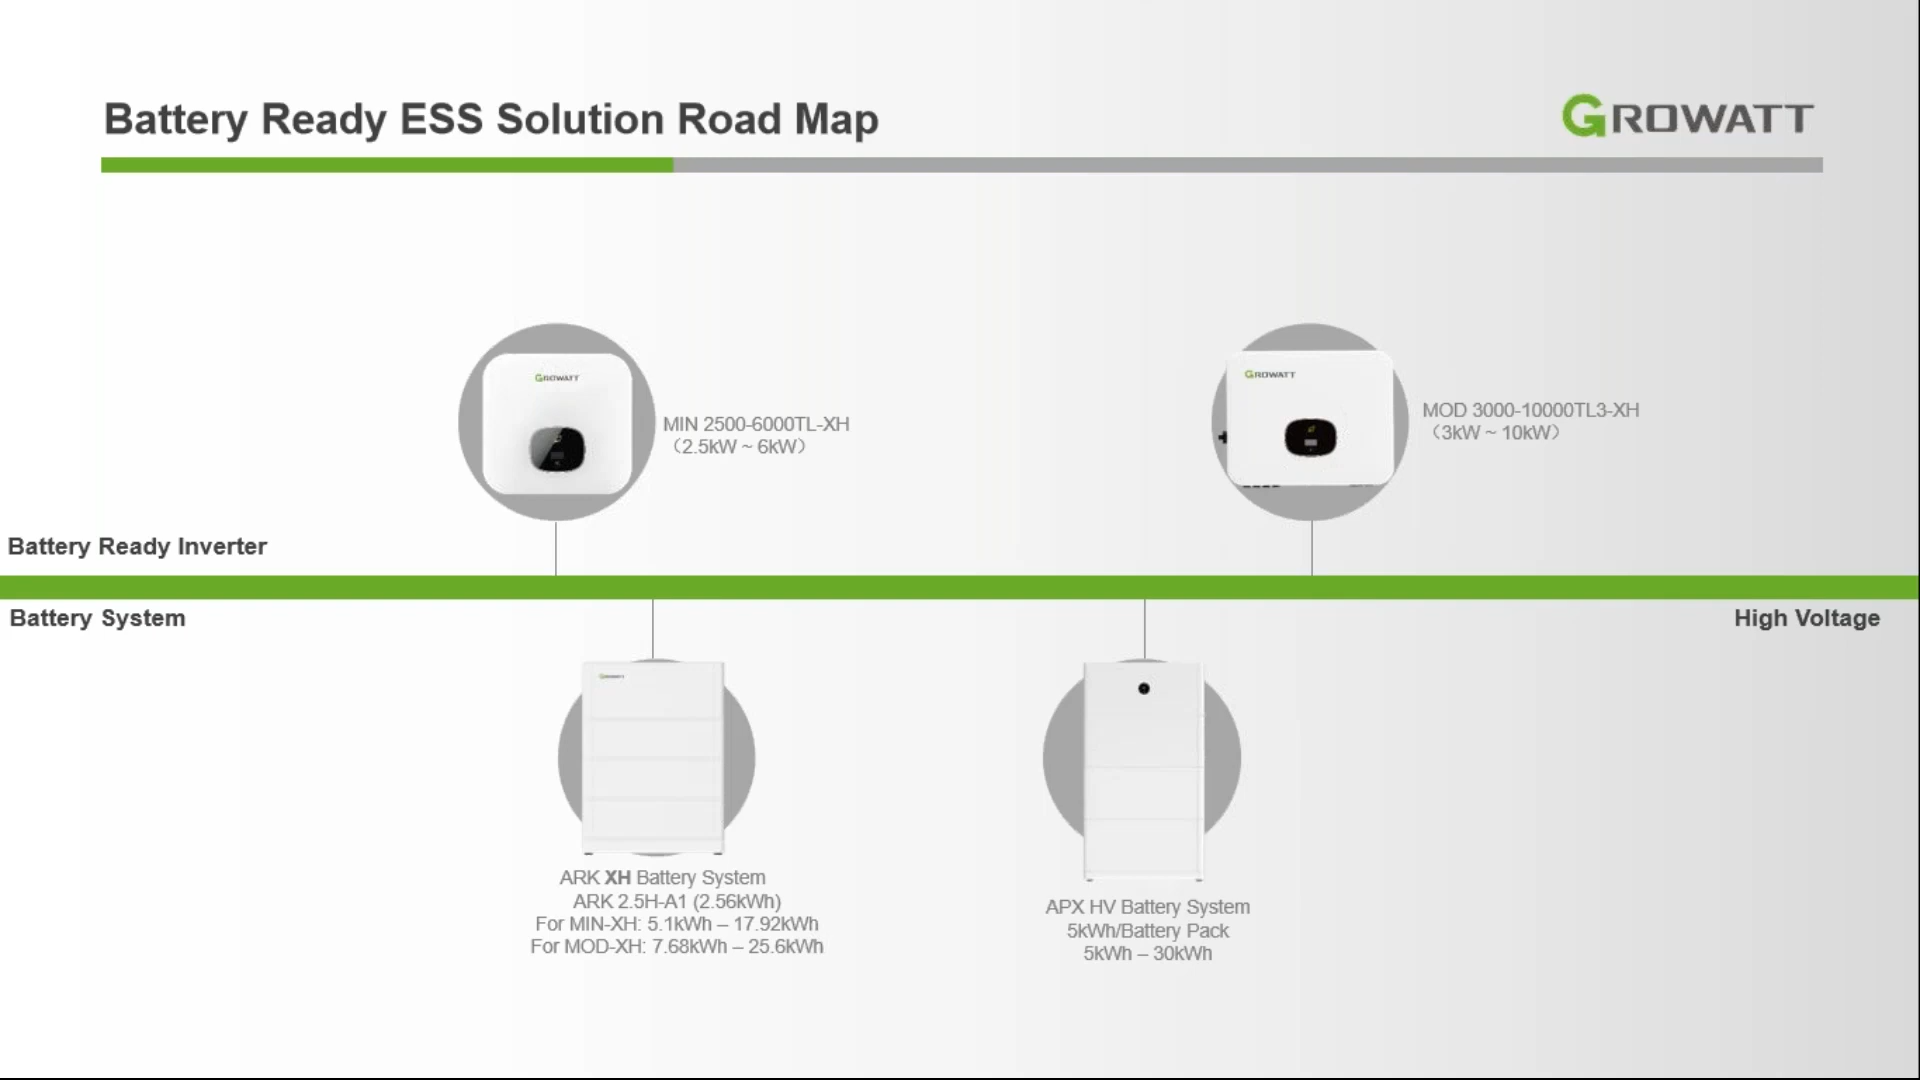 Battery Ready ESS Solution Road Map
GROWATT
GROWATT
MIN 2500-6000TL-XH
（2.5kW ~ 6kW）
GROWATT
MOD 3000-10000TL3-XH
（3kW ~ 10kW）
Battery Ready Inverter
Battery System
High Voltage
GROWATT
ARK XH Battery System
ARK 2.5H-A1 (2.56kWh)
For MIN-XH: 5.1kWh – 17.92kWh
For MOD-XH: 7.68kWh – 25.6kWh
APX HV Battery System
5kWh/Battery Pack
5kWh – 30kWh